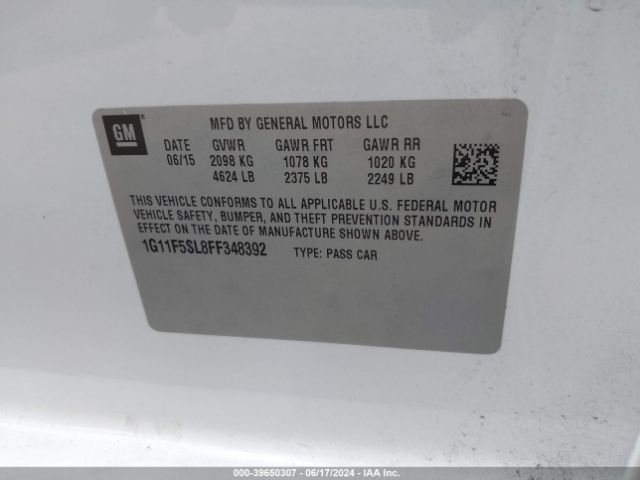 GM
MFD BY GENERAL MOTORS LLC
DATE GVWR GAWR FRT GAWR RR
06/15 2098 KG 1078 KG 1020 KG
4624 LB 2375 LB 2249 LB
THIS VEHICLE CONFORMS TO ALL APPLICABLE U.S. FEDERAL MOTOR
VEHICLE SAFETY, BUMPER, AND THEFT PREVENTION STANDARDS IN
EFFECT ON THE DATE OF MANUFACTURE SHOWN ABOVE.
1G11F5SL8FF348392 TYPE: PASS CAR
000-39650307 - 06/17/2024 - IAA Inc.